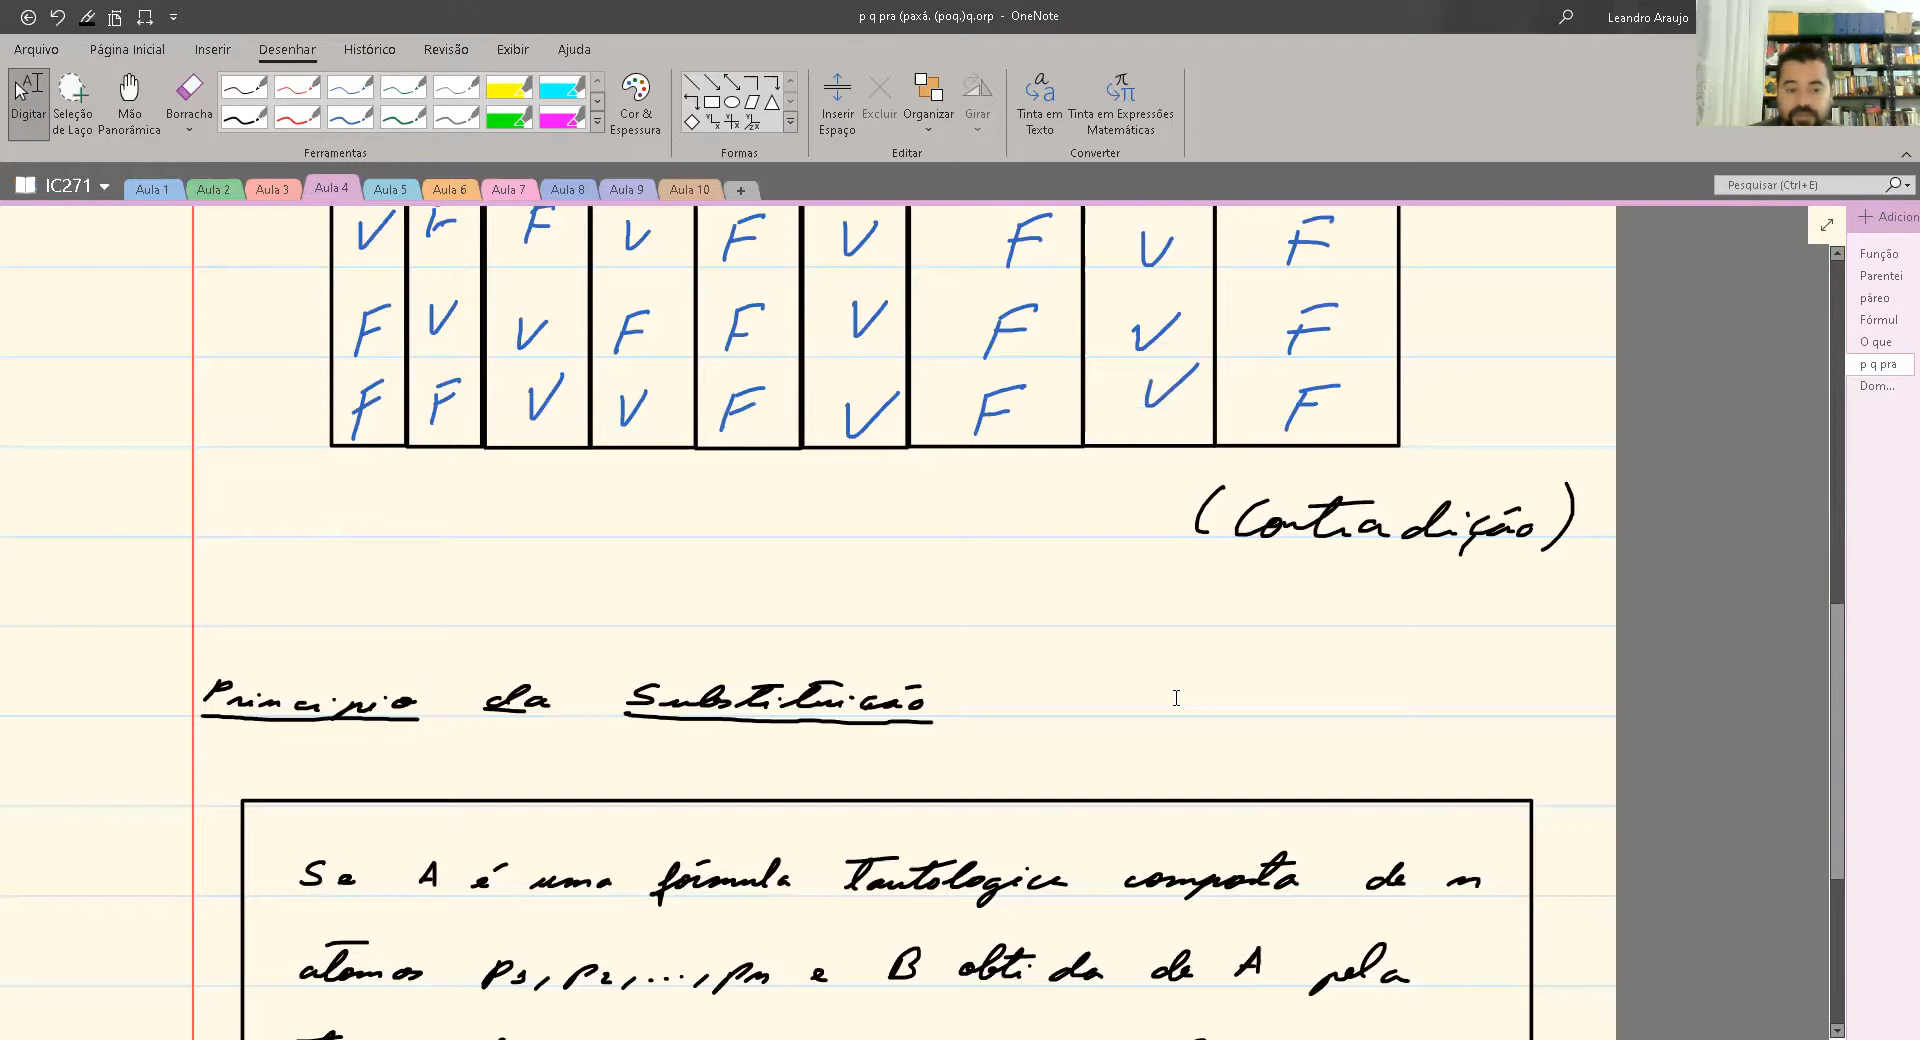 p q pra (paxá. (poq.)q.orp - OneNote
Leandro Araujo
Arquivo Página Inicial Inserir Desenhar Histórico Revisão Exibir Ajuda
Digitar
Seleção de Laço
Mão Panorâmica
Borracha
Cor & Espessura
Inserir Espaço
Excluir
Organizar
Girar
a a
Tinta em Texto
π π
Tinta em Expressões Matemáticas
Ferramentas Formas Editar Converter
IC271 Aula 1 Aula 2 Aula 3 Aula 4 Aula 5 Aula 6 Aula 7 Aula 8 Aula 9 Aula 10 +
Pesquisar (Ctrl+E)
Adicion
Função
Parentei
páreo
Fórmul
O que
p q pra
Dom...
V F F V F V F V F
F V V F F V F V F
F F V V F V F V F
(Contradição)
Principio da Substituição
Se A é uma fórmula Tautologica composta de n
atomos p1, p2, ..., pn e B obtida de A pela